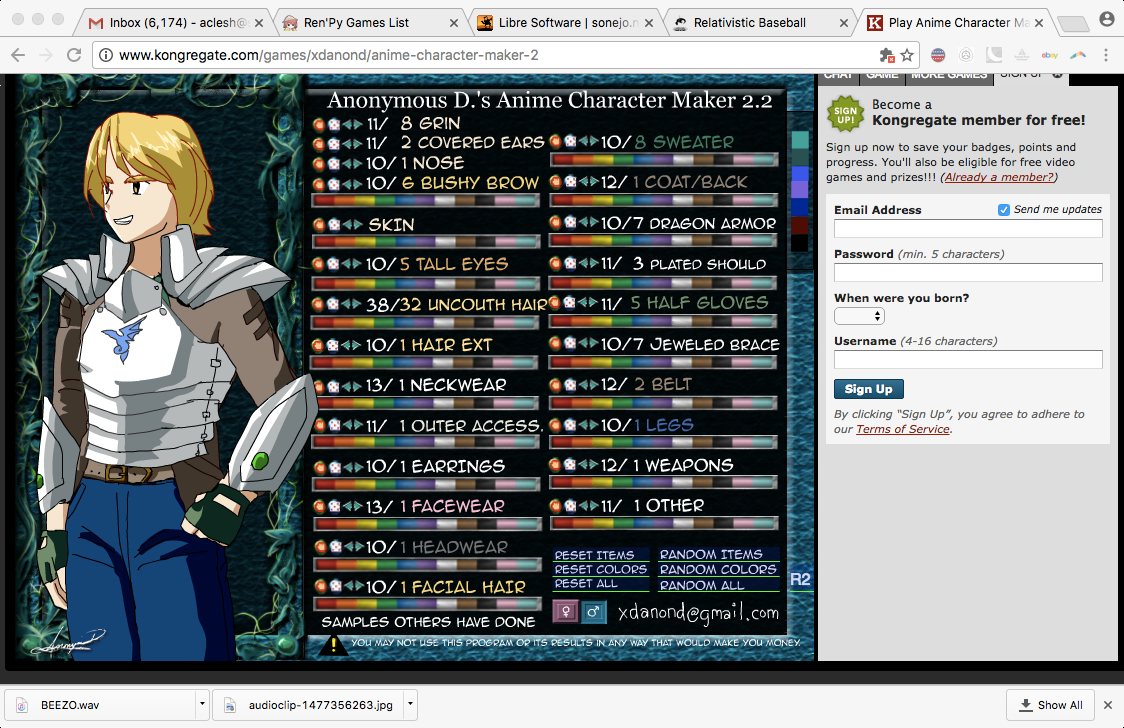 Inbox (6,174) - aclesh@
Ren'Py Games List
Libre Software | sonejo.n
Relativistic Baseball
Play Anime Character Ma
www.kongregate.com/games/xdanond/anime-character-maker-2
ebay
CHAT GAME MORE GAMES SIGN UP
Anonymous D.'s Anime Character Maker 2.2
11/ 8 GRIN
11/ 2 COVERED EARS
10/1 NOSE
10/ 6 BUSHY BROW
SKIN
10/5 TALL EYES
38/32 UNCOUTH HAIR
10/1 HAIR EXT
13/ 1 NECKWEAR
11/ 1 OUTER ACCESS.
10/1 EARRINGS
13/ 1 FACEWEAR
10/1 HEADWEAR
10/1 FACIAL HAIR
SAMPLES OTHERS HAVE DONE
10/8 SWEATER
12/ 1 COAT/BACK
10/7 DRAGON ARMOR
11/ 3 PLATED SHOULD
11/ 5 HALF GLOVES
10/7 JEWELED BRACE
12/ 2 BELT
10/1 LEGS
12/ 1 WEAPONS
11/ 1 OTHER
RESET ITEMS RANDOM ITEMS
RESET COLORS RANDOM COLORS
RESET ALL RANDOM ALL
R2
♀ ♂ xdanond@gmail.com
YOU MAY NOT USE THIS PROGRAM OR ITS RESULTS IN ANY WAY THAT WOULD MAKE YOU MONEY.
SIGN UP!
Become a
Kongregate member for free!
Sign up now to save your badges, points and
progress. You'll also be eligible for free video
games and prizes!!! (Already a member?)
Email Address Send me updates
Password (min. 5 characters)
When were you born?
Username (4-16 characters)
Sign Up
By clicking "Sign Up", you agree to adhere to
our Terms of Service.
BEEZO.wav
audioclip-1477356263.jpg
Show All